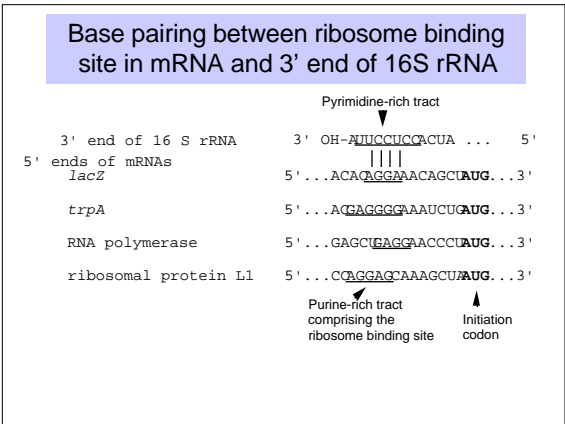 Base pairing between ribosome binding
site in mRNA and 3' end of 16S rRNA
Pyrimidine-rich tract
3' end of 16 S rRNA 3' OH-AUUCCUCCACUA ... 5'
5' ends of mRNAs
lacZ 5'...ACACAGGAAACAGCUAUG...3'
trpA 5'...ACGAGGGGAAAUCUGAUG...3'
RNA polymerase 5'...GAGCUGAGGAACCCUAUG...3'
ribosomal protein L1 5'...CCAGGAGCAAAGCUAAUG...3'
Purine-rich tract
comprising the
ribosome binding site
Initiation
codon